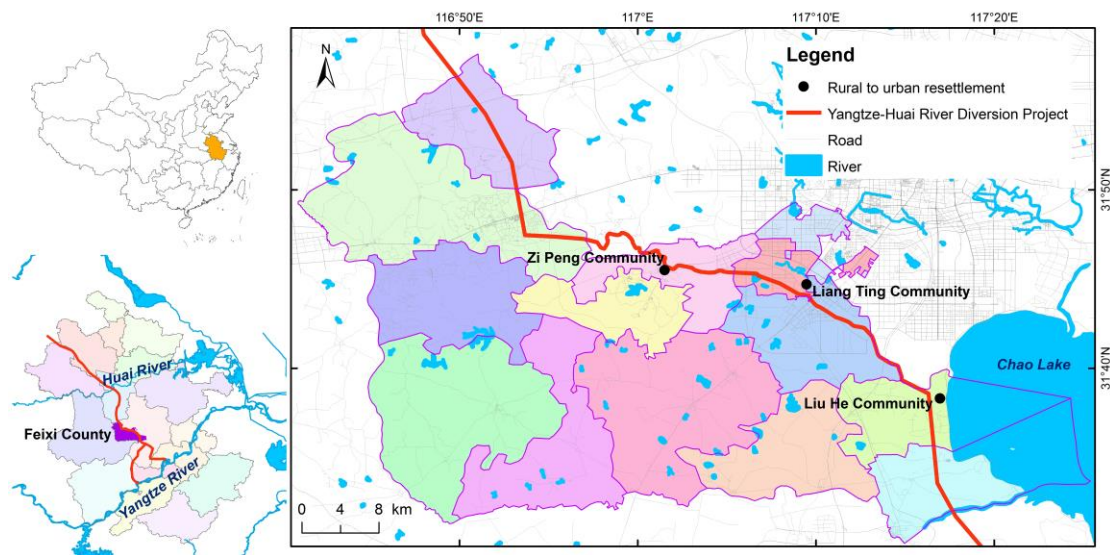 116°50'E
117°E
117°10'E
117°20'E
N
Legend
Rural to urban resettlement
Yangtze-Huai River Diversion Project
Road
River
31°50'N
Zi Peng Community
Liang Ting Community
Huai River
Chao Lake
31°40'N
Liu He Community
Feixi County
Yangtze River
0 4 8 km